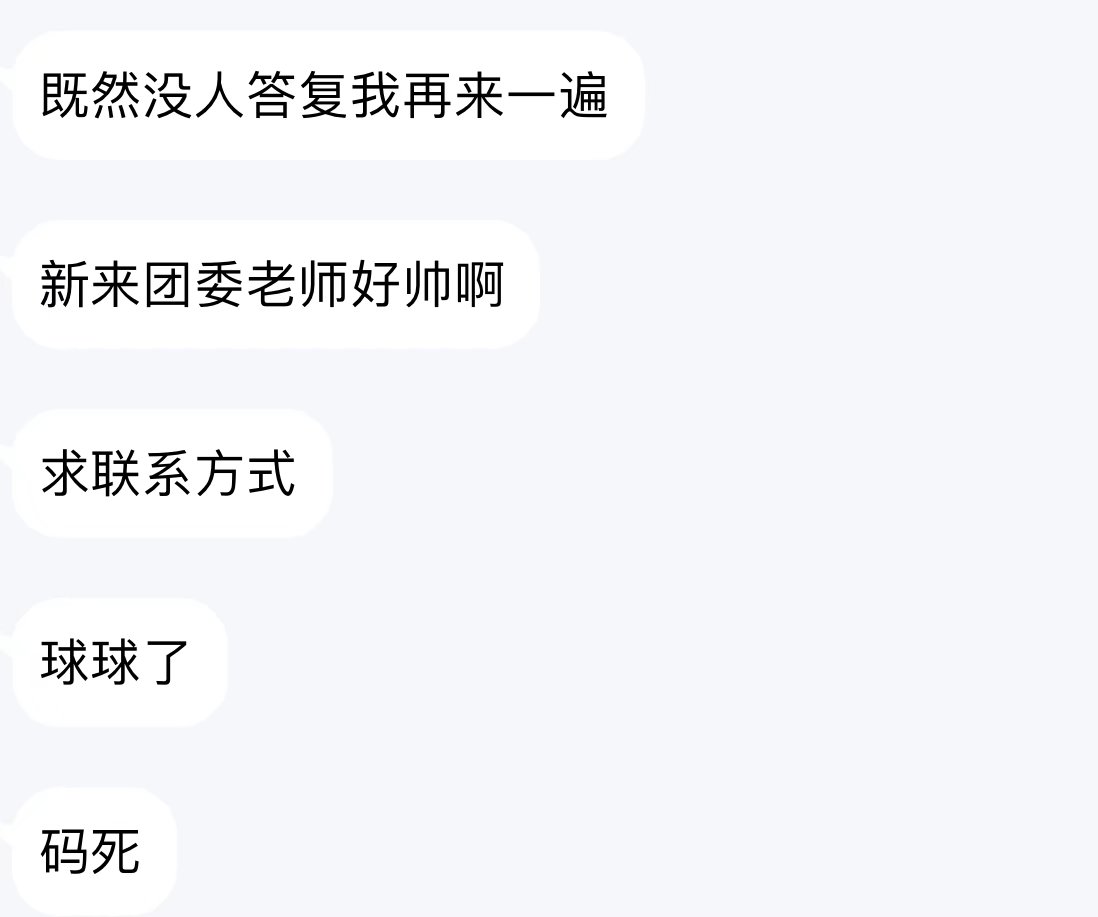 既然没人答复我再来一遍
新来团委老师好帅啊
求联系方式
球球了
码死